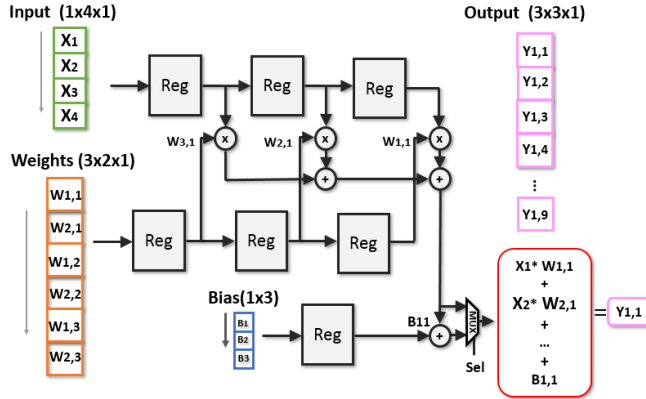 Input (1x4x1)
X1
X2
X3
X4
Weights (3x2x1)
W1,1
W2,1
W1,2
W2,2
W1,3
W2,3
Reg
Reg
Reg
W3,1
x
W2,1
x
W1,1
x
+
+
Reg
Reg
Reg
Bias(1x3)
B1
B2
B3
Reg
B11
+
MUX
Sel
Output (3x3x1)
Y1,1
Y1,2
Y1,3
Y1,4
...
Y1,9
X1* W1,1
+
X2* W2,1
+
...
+
B1,1
= Y1,1